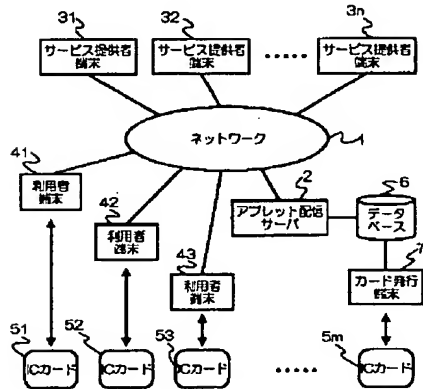 31
32
3n
サービス提供者
端末
サービス提供者
端末
サービス提供者
端末
ネットワーク
1
41
利用者
端末
42
利用者
端末
43
利用者
端末
2
アプレット配信
サーバ
6
データ
ベース
7
カード発行
端末
51
ICカード
52
ICカード
53
ICカード
5m
ICカード